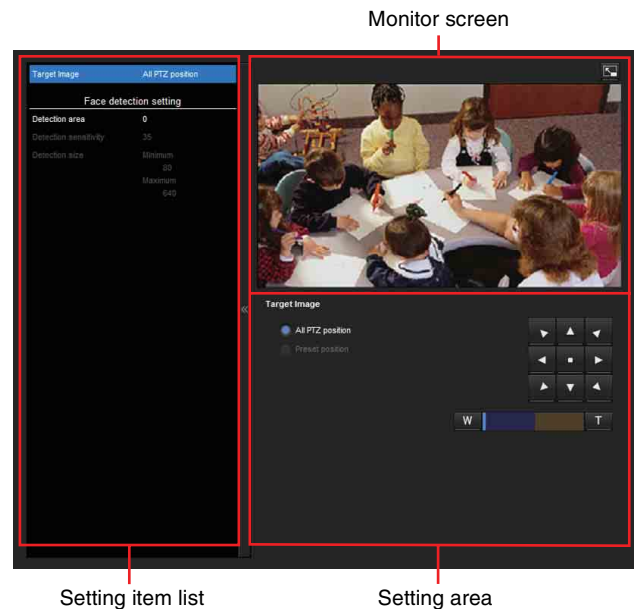 Monitor screen
Target Image All PTZ position
Face detection setting
Detection area 0
Detection sensitivity 35
Detection size Minimum
80
Maximum
640
«
Target Image
All PTZ position
Preset position
W T
Setting item list
Setting area